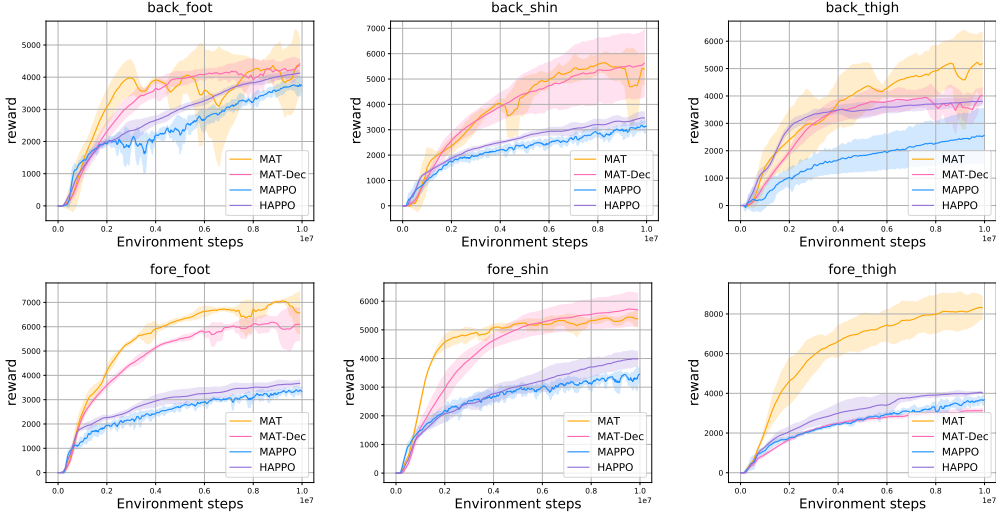 back_foot
reward
5000
4000
3000
2000
1000
0
0.0 0.2 0.4 0.6 0.8 1.0
1e7
Environment steps
MAT
MAT-Dec
MAPPO
HAPPO
back_shin
reward
7000
6000
5000
4000
3000
2000
1000
0
0.0 0.2 0.4 0.6 0.8 1.0
1e7
Environment steps
MAT
MAT-Dec
MAPPO
HAPPO
back_thigh
reward
6000
5000
4000
3000
2000
1000
0
0.0 0.2 0.4 0.6 0.8 1.0
1e7
Environment steps
MAT
MAT-Dec
MAPPO
HAPPO
fore_foot
reward
7000
6000
5000
4000
3000
2000
1000
0
0.0 0.2 0.4 0.6 0.8 1.0
1e7
Environment steps
MAT
MAT-Dec
MAPPO
HAPPO
fore_shin
reward
6000
5000
4000
3000
2000
1000
0
0.0 0.2 0.4 0.6 0.8 1.0
1e7
Environment steps
MAT
MAT-Dec
MAPPO
HAPPO
fore_thigh
reward
8000
6000
4000
2000
0
0.0 0.2 0.4 0.6 0.8 1.0
1e7
Environment steps
MAT
MAT-Dec
MAPPO
HAPPO